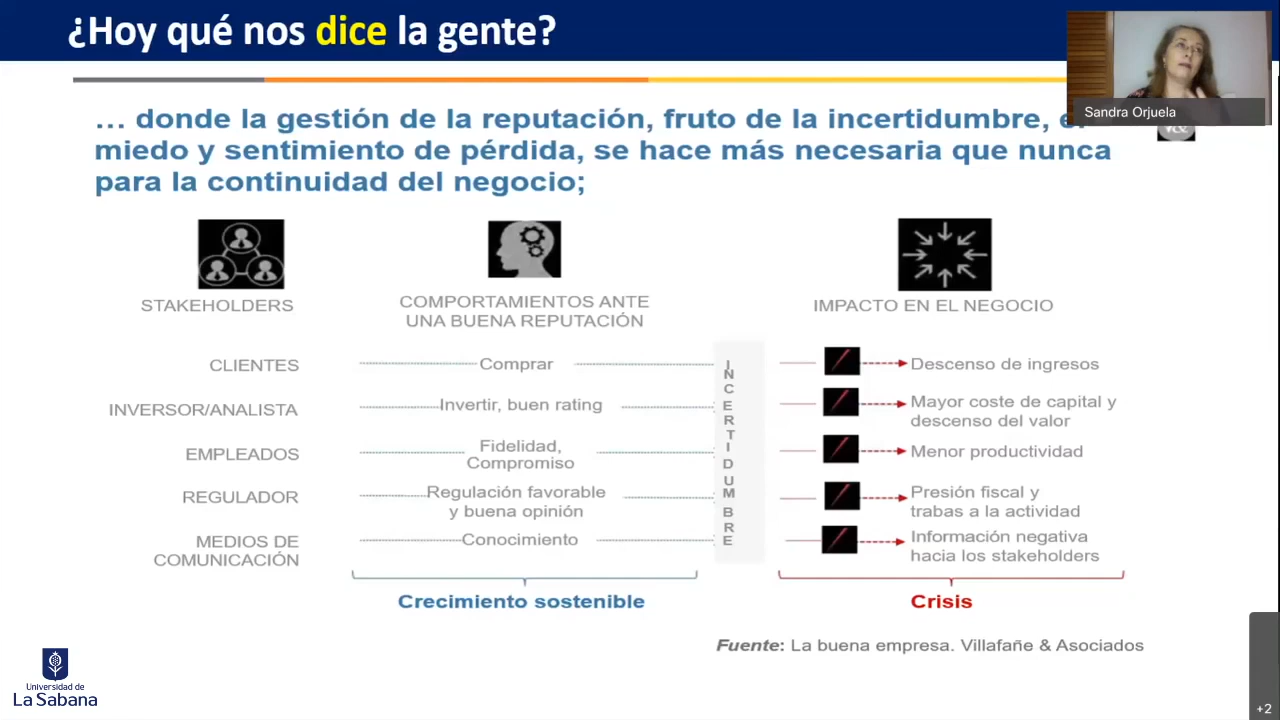 ¿Hoy qué nos dice la gente?
Sandra Orjuela
… donde la gestión de la reputación, fruto de la incertidumbre, el
miedo y sentimiento de pérdida, se hace más necesaria que nunca
para la continuidad del negocio;
STAKEHOLDERS
COMPORTAMIENTOS ANTE
UNA BUENA REPUTACIÓN
IMPACTO EN EL NEGOCIO
INCERTIDUMBRE
CLIENTES
Comprar
Descenso de ingresos
INVERSOR/ANALISTA
Invertir, buen rating
Mayor coste de capital y
descenso del valor
EMPLEADOS
Fidelidad,
Compromiso
Menor productividad
REGULADOR
Regulación favorable
y buena opinión
Presión fiscal y
trabas a la actividad
MEDIOS DE
COMUNICACIÓN
Conocimiento
Información negativa
hacia los stakeholders
Crecimiento sostenible
Crisis
Fuente: La buena empresa. Villafañe & Asociados
Universidad de
La Sabana
+2